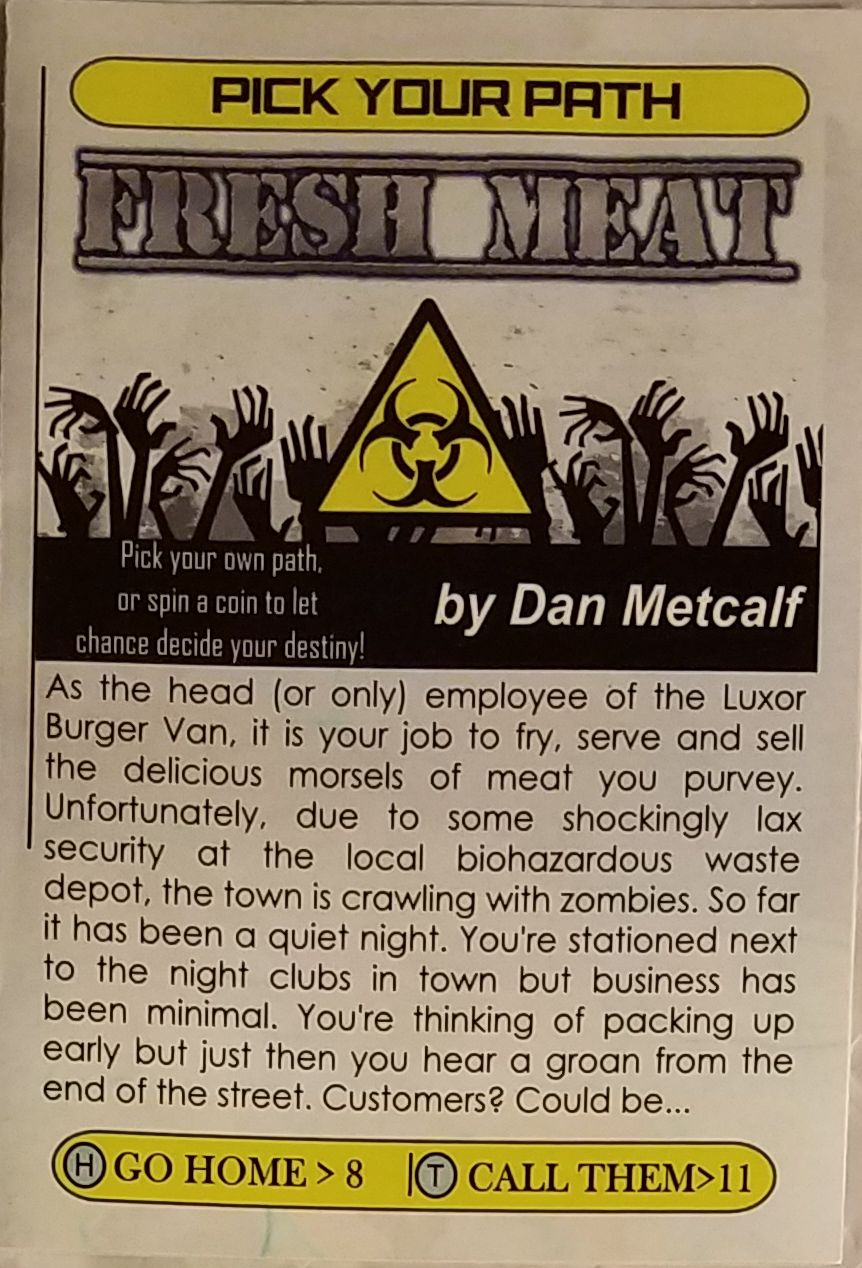 PICK YOUR PATH
FRESH MEAT
Pick your own path,
or spin a coin to let
chance decide your destiny!
by Dan Metcalf
As the head (or only) employee of the Luxor
Burger Van, it is your job to fry, serve and sell
the delicious morsels of meat you purvey.
Unfortunately, due to some shockingly lax
security at the local biohazardous waste
depot, the town is crawling with zombies. So far
it has been a quiet night. You're stationed next
to the night clubs in town but business has
been minimal. You're thinking of packing up
early but just then you hear a groan from the
end of the street. Customers? Could be...
H GO HOME > 8 | T CALL THEM>11